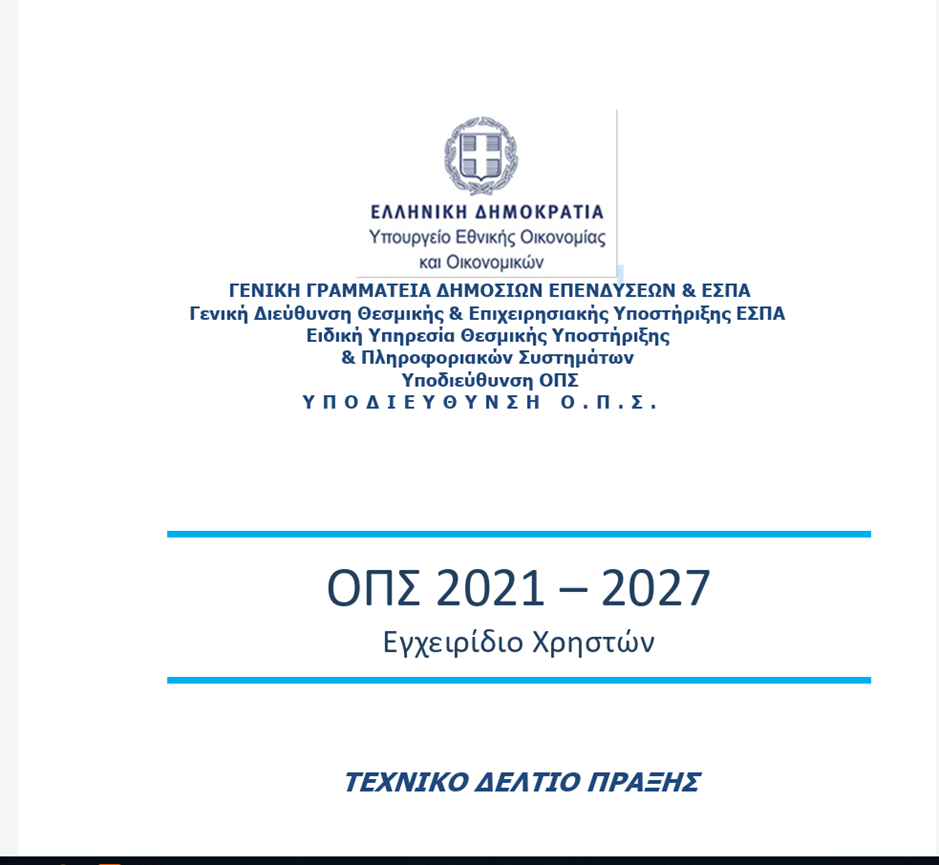 ΕΛΛΗΝΙΚΗ ΔΗΜΟΚΡΑΤΙΑ
Υπουργείο Εθνικής Οικονομίας
και Οικονομικών
ΓΕΝΙΚΗ ΓΡΑΜΜΑΤΕΙΑ ΔΗΜΟΣΙΩΝ ΕΠΕΝΔΥΣΕΩΝ & ΕΣΠΑ
Γενική Διεύθυνση Θεσμικής & Επιχειρησιακής Υποστήριξης ΕΣΠΑ
Ειδική Υπηρεσία Θεσμικής Υποστήριξης
& Πληροφοριακών Συστημάτων
Υποδιεύθυνση ΟΠΣ
Υ Π Ο Δ Ι Ε Υ Θ Υ Ν Σ Η Ο . Π . Σ .
ΟΠΣ 2021 – 2027
Εγχειρίδιο Χρηστών
ΤΕΧΝΙΚΟ ΔΕΛΤΙΟ ΠΡΑΞΗΣ